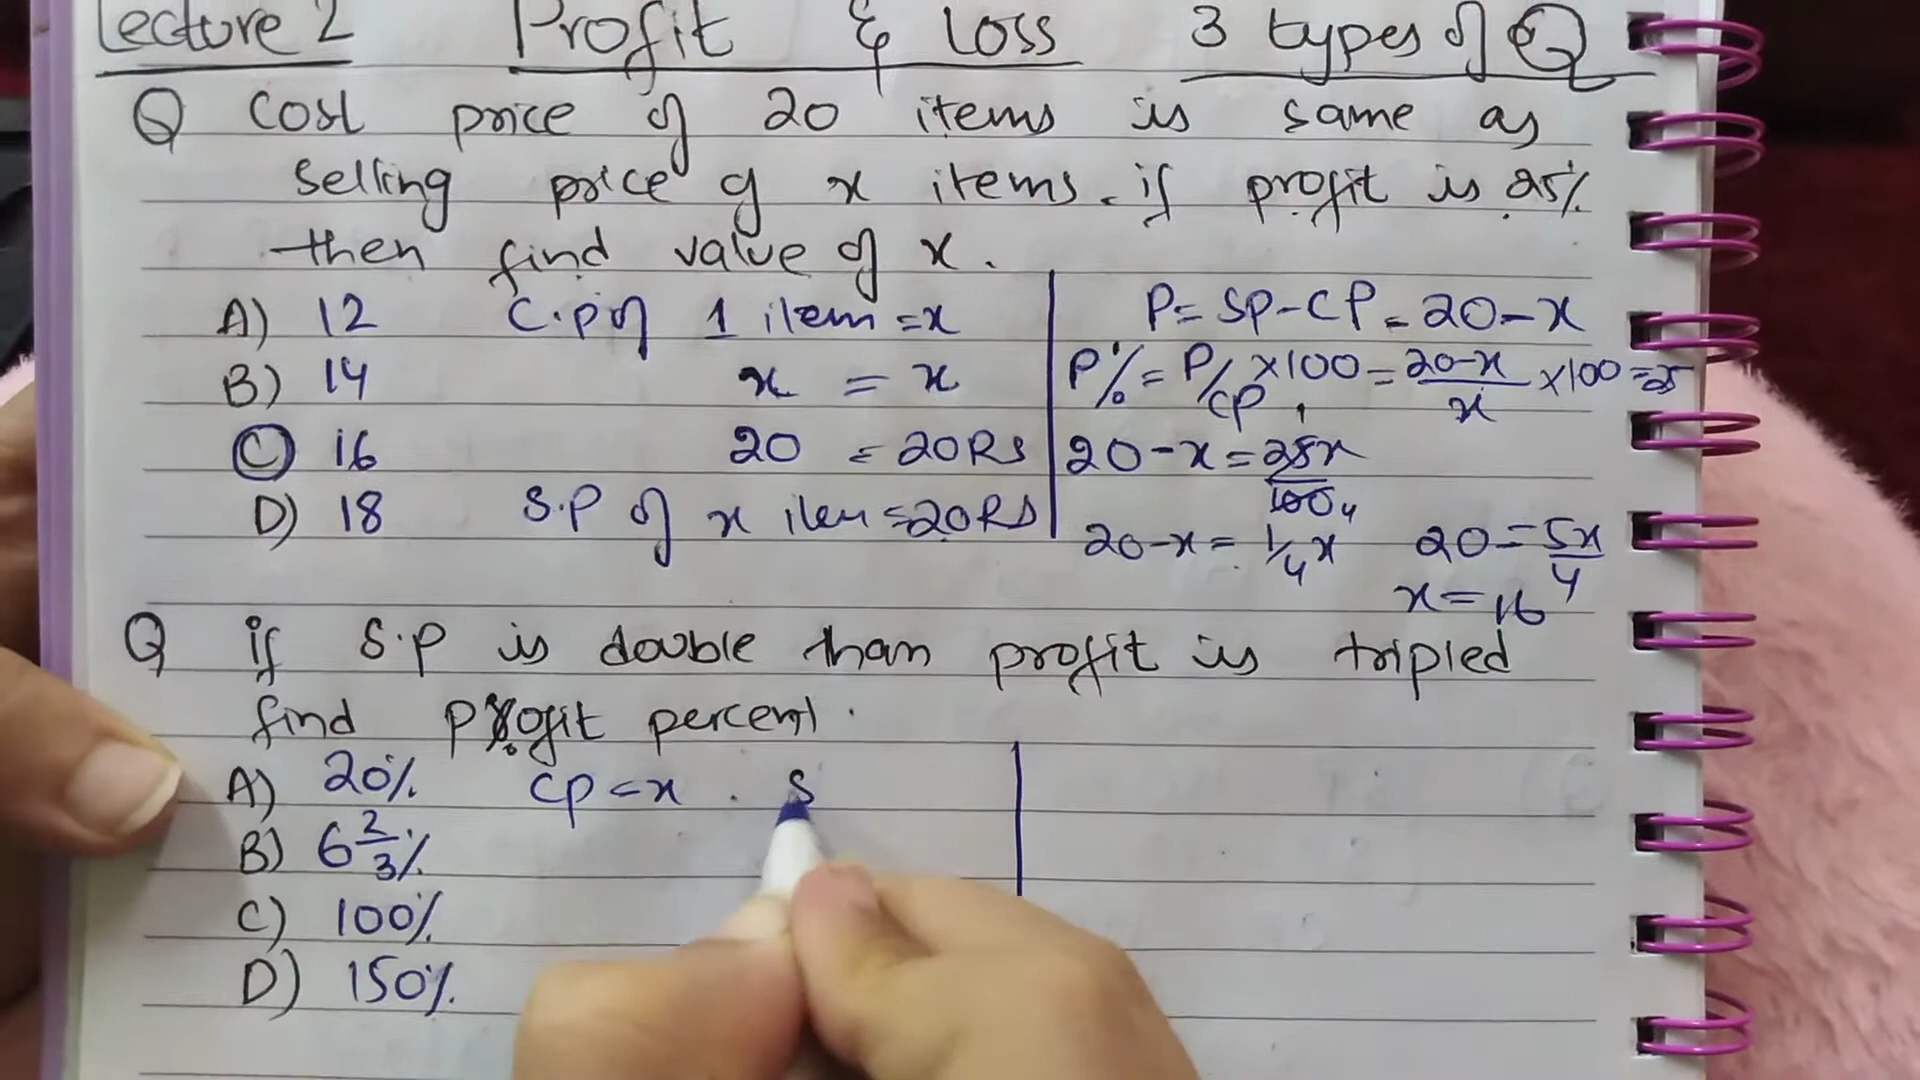 Lecture 2 Profit & Loss 3 types of Q
Q Cost price of 20 items is same as
selling price of x items. if profit is 25%
then find value of x.
A) 12 C.P of 1 item = x
B) 14 x = x
C) 16 20 = 20RS
D) 18 S.P of x item = 20RS
P = SP - CP = 20 - x
P% = P/CP × 100 = 20-x/x × 100 = 25
20 - x = 25x/100 1 4
20 - x = 1/4 x 20 = 5x/4
x = 16
Q if S.P is double than profit is tripled
find profit percent.
A) 20% CP = x . S
B) 6 2/3%
C) 100%
D) 150%